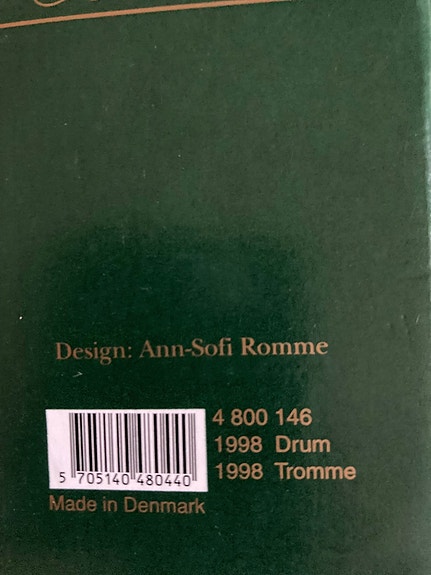 Design: Ann-Sofi Romme
4 800 146
1998 Drum
1998 Tromme
5 705140 480440
Made in Denmark